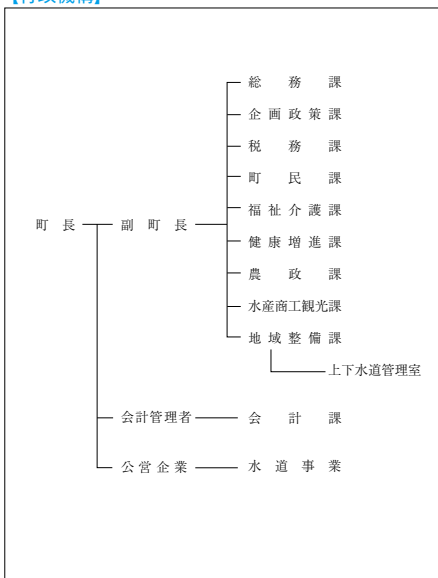 【行政機構】
総務課
企画政策課
税務課
町民課
福祉介護課
町長
副町長
健康増進課
農政課
水産商工観光課
地域整備課
上下水道管理室
会計管理者
会計課
公営企業
水道事業